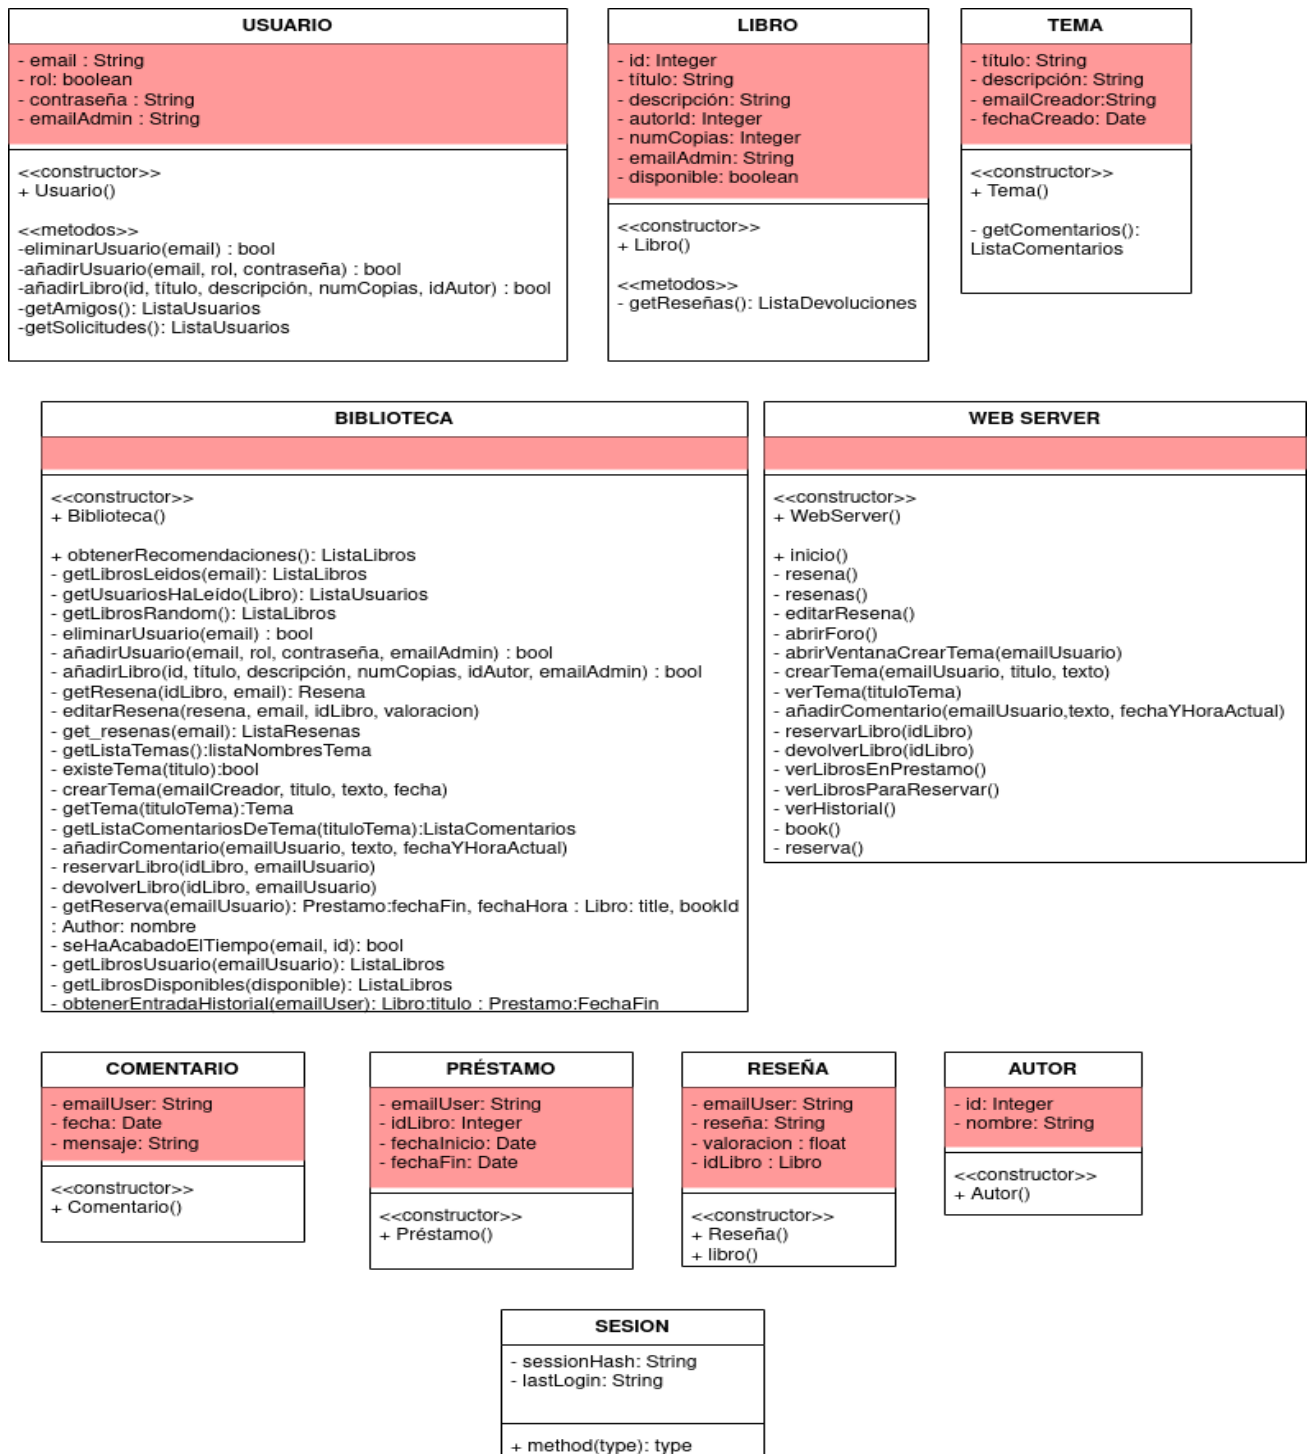 USUARIO
- email : String
- rol: boolean
- contraseña : String
- emailAdmin : String
<<constructor>>
+ Usuario()
<<metodos>>
-eliminarUsuario(email) : bool
-añadirUsuario(email, rol, contraseña) : bool
-añadirLibro(id, título, descripción, numCopias, idAutor) : bool
-getAmigos(): ListaUsuarios
-getSolicitudes(): ListaUsuarios
LIBRO
- id: Integer
- título: String
- descripción: String
- autorId: Integer
- numCopias: Integer
- emailAdmin: String
- disponible: boolean
<<constructor>>
+ Libro()
<<metodos>>
- getReseñas(): ListaDevoluciones
TEMA
- título: String
- descripción: String
- emailCreador:String
- fechaCreado: Date
<<constructor>>
+ Tema()
- getComentarios():
ListaComentarios
BIBLIOTECA
<<constructor>>
+ Biblioteca()
+ obtenerRecomendaciones(): ListaLibros
- getLibrosLeidos(email): ListaLibros
- getUsuariosHaLeído(Libro): ListaUsuarios
- getLibrosRandom(): ListaLibros
- eliminarUsuario(email) : bool
- añadirUsuario(email, rol, contraseña, emailAdmin) : bool
- añadirLibro(id, título, descripción, numCopias, idAutor, emailAdmin) : bool
- getResena(idLibro, email): Resena
- editarResena(resena, email, idLibro, valoracion)
- get_resenas(email): ListaResenas
- getListaTemas():listaNombresTema
- existeTema(titulo):bool
- crearTema(emailCreador, titulo, texto, fecha)
- getTema(tituloTema):Tema
- getListaComentariosDeTema(tituloTema):ListaComentarios
- añadirComentario(emailUsuario, texto, fechaYHoraActual)
- reservarLibro(idLibro, emailUsuario)
- devolverLibro(idLibro, emailUsuario)
- getReserva(emailUsuario): Prestamo:fechaFin, fechaHora : Libro: title, bookId
: Author: nombre
- seHaAcabadoElTiempo(email, id): bool
- getLibrosUsuario(emailUsuario): ListaLibros
- getLibrosDisponibles(disponible): ListaLibros
- obtenerEntradaHistorial(emailUser): Libro:titulo : Prestamo:FechaFin
WEB SERVER
<<constructor>>
+ WebServer()
+ inicio()
- resena()
- resenas()
- editarResena()
- abrirForo()
- abrirVentanaCrearTema(emailUsuario)
- crearTema(emailUsuario, titulo, texto)
- verTema(tituloTema)
- añadirComentario(emailUsuario,texto, fechaYHoraActual)
- reservarLibro(idLibro)
- devolverLibro(idLibro)
- verLibrosEnPrestamo()
- verLibrosParaReservar()
- verHistorial()
- book()
- reserva()
COMENTARIO
- emailUser: String
- fecha: Date
- mensaje: String
<<constructor>>
+ Comentario()
PRÉSTAMO
- emailUser: String
- idLibro: Integer
- fechaInicio: Date
- fechaFin: Date
<<constructor>>
+ Préstamo()
RESEÑA
- emailUser: String
- reseña: String
- valoracion : float
- idLibro : Libro
<<constructor>>
+ Reseña()
+ libro()
AUTOR
- id: Integer
- nombre: String
<<constructor>>
+ Autor()
SESION
- sessionHash: String
- lastLogin: String
+ method(type): type